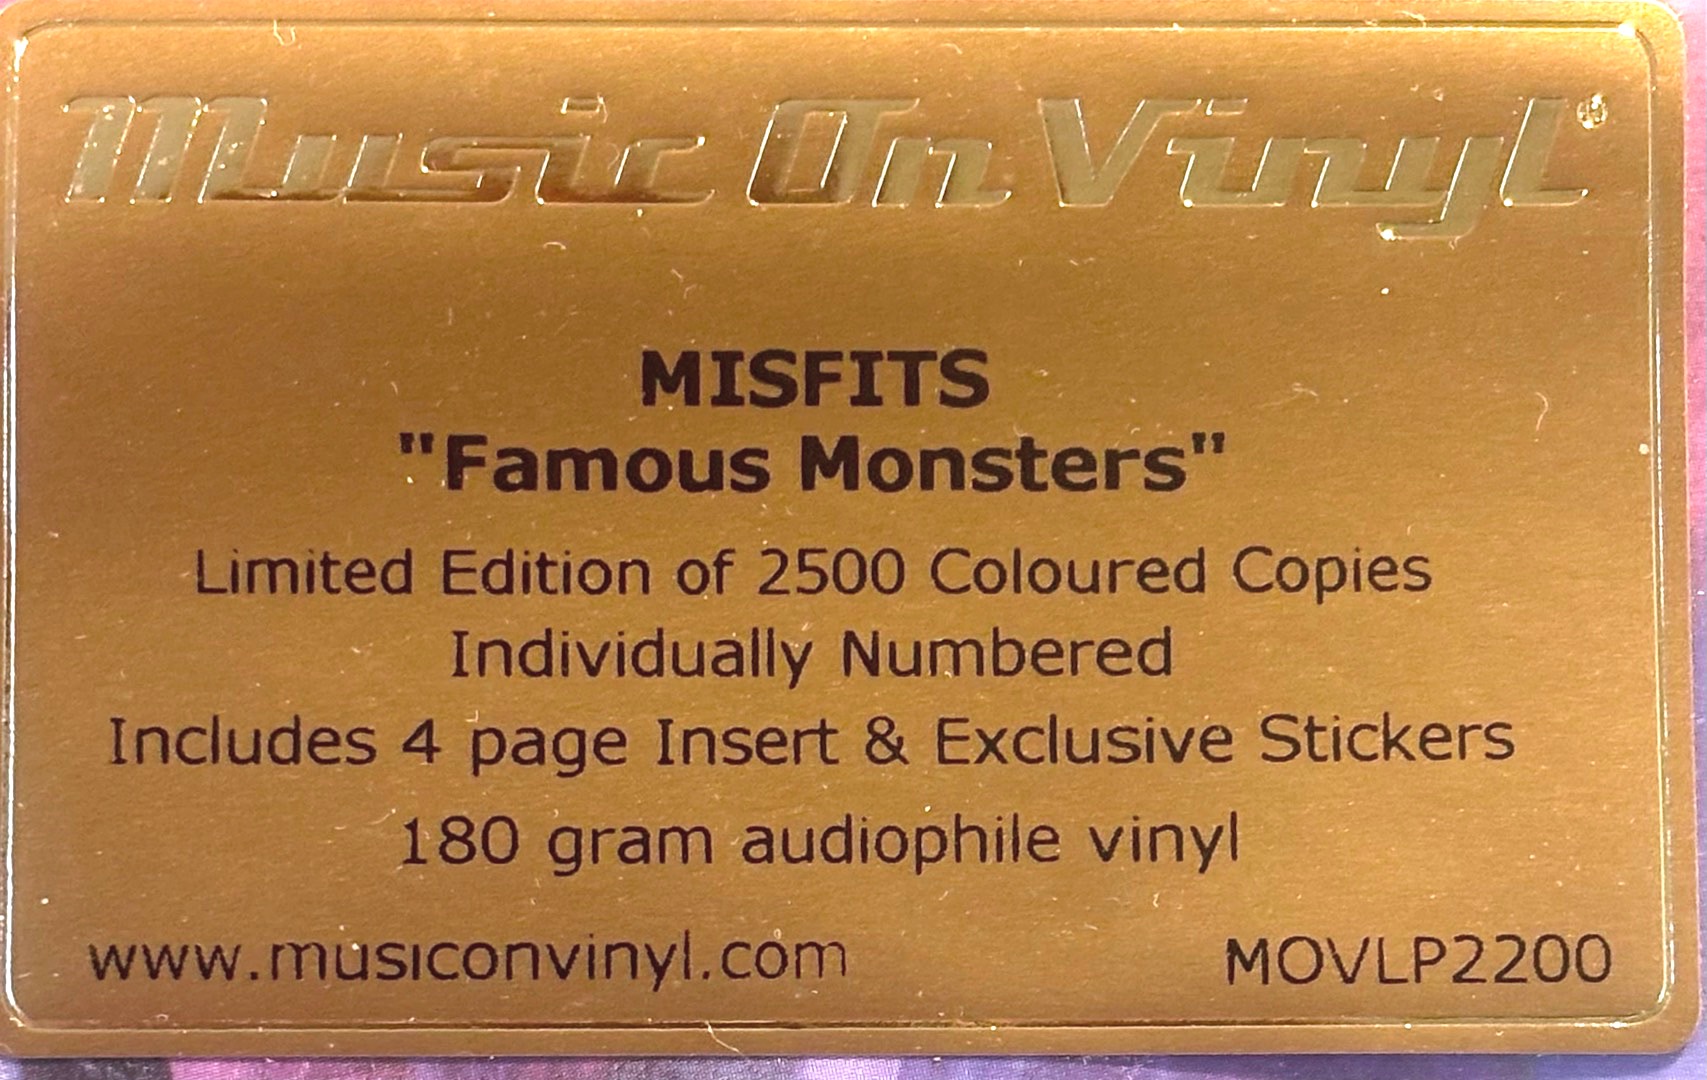 Music On Vinyl®
MISFITS
"Famous Monsters"
Limited Edition of 2500 Coloured Copies
Individually Numbered
Includes 4 page Insert & Exclusive Stickers
180 gram audiophile vinyl
www.musiconvinyl.com
MOVLP2200